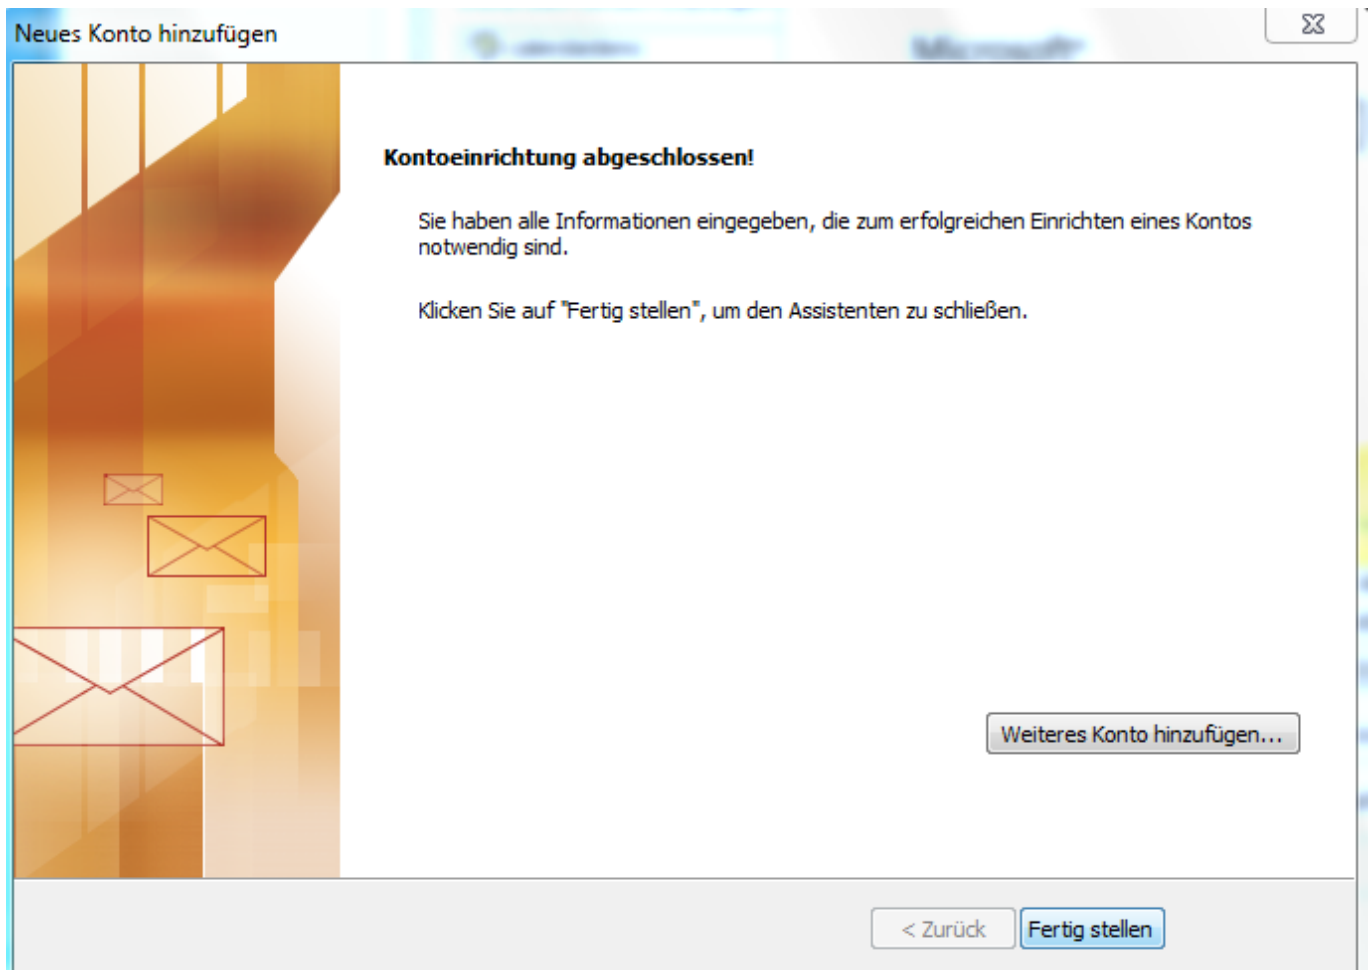 Neues Konto hinzufügen
Microsoft
Kontoeinrichtung abgeschlossen!
Sie haben alle Informationen eingegeben, die zum erfolgreichen Einrichten eines Kontos
notwendig sind.
Klicken Sie auf "Fertig stellen", um den Assistenten zu schließen.
Weiteres Konto hinzufügen...
< Zurück
Fertig stellen